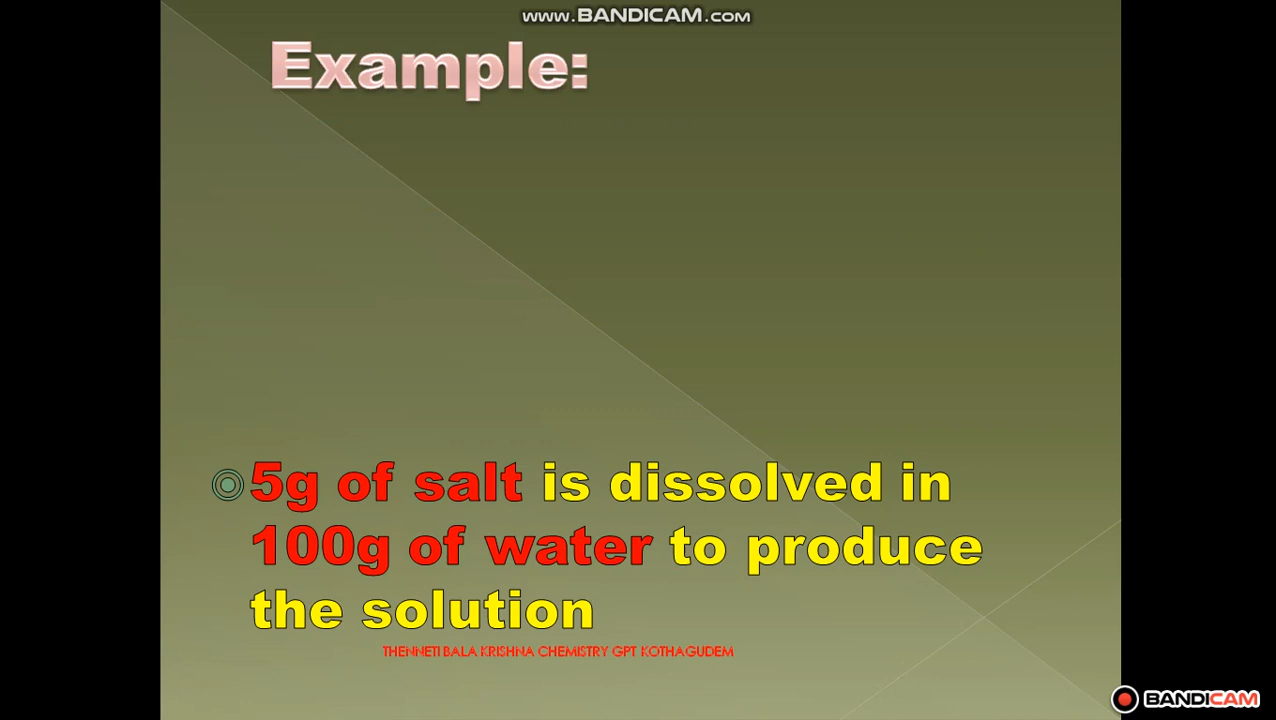 www.BANDICAM.com
Example:
5g of salt is dissolved in
100g of water to produce
the solution
THENNETI BALA KRISHNA CHEMISTRY GPT KOTHAGUDEM
BANDICAM